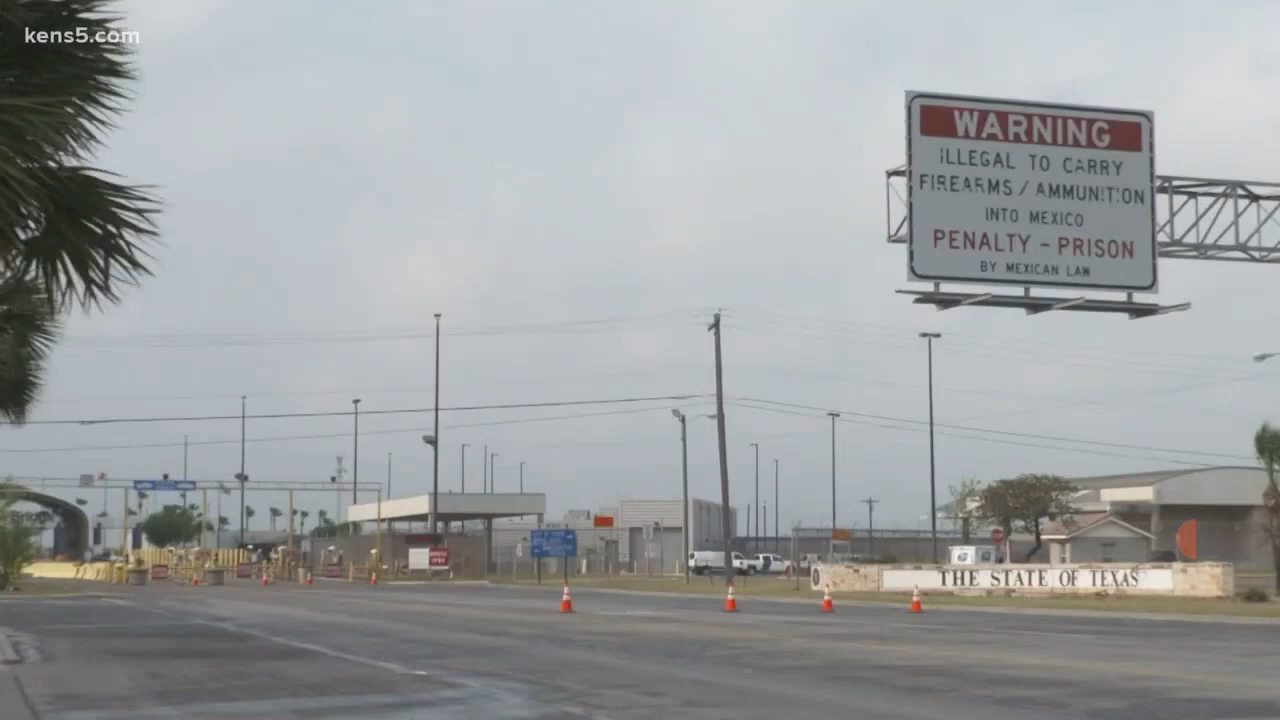 kens5.com
WARNING
ILLEGAL TO CARRY
FIREARMS / AMMUNITION
INTO MEXICO
PENALTY - PRISON
BY MEXICAN LAW
THE STATE OF TEXAS